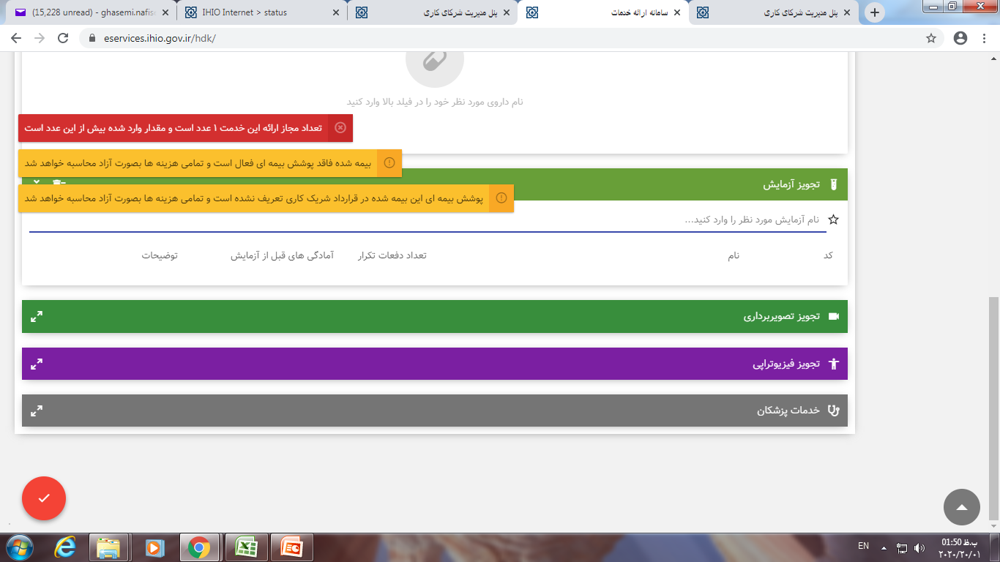 (15,228 unread) - ghasemi.nafise
IHIO Internet > status
پنل مدیریت شرکای کاری
سامانه ارائه خدمات
پنل مدیریت شرکای کاری
eservices.ihio.gov.ir/hdk/
نام داروی مورد نظر خود را در فیلد بالا وارد کنید
تعداد مجاز ارائه این خدمت ۱ عدد است و مقدار وارد شده بیش از این عدد است
بیمه شده فاقد پوشش بیمه ای فعال است و تمامی هزینه ها بصورت آزاد محاسبه خواهد شد
تجویز آزمایش
پوشش بیمه ای این بیمه شده در قرارداد شریک کاری تعریف نشده است و تمامی هزینه ها بصورت آزاد محاسبه خواهد شد
نام آزمایش مورد نظر را وارد کنید...
کد نام تعداد دفعات تکرار آمادگی های قبل از آزمایش توضیحات
تجویز تصویربرداری
تجویز فیزیوتراپی
خدمات پزشکان
EN
01:50 ب.ظ
۲۰۲۰/۲۰/۰۱